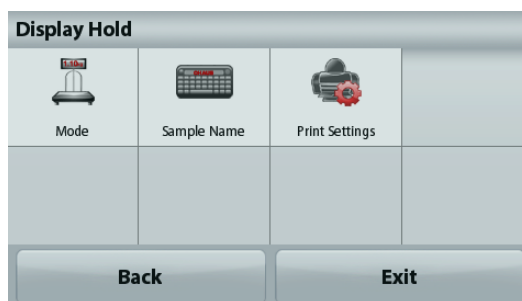 Display Hold
Mode
Sample Name
Print Settings
Back
Exit